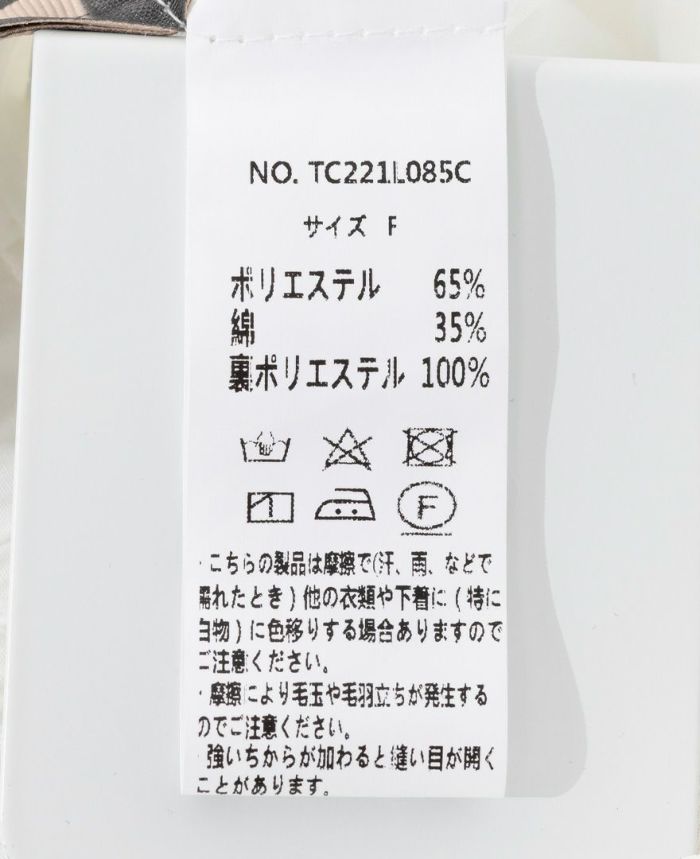 NO. TC221L085C
サイズ F
ポリエステル 65%
綿 35%
裏ポリエステル 100%
F
・こちらの製品は摩擦で(汗、雨、などで
濡れたとき)他の衣類や下着に(特に
白物)に色移りする場合ありますので
ご注意ください。
・摩擦により毛玉や毛羽立ちが発生する
のでご注意ください。
・強いちからが加わると縫い目が開く
ことがあります。